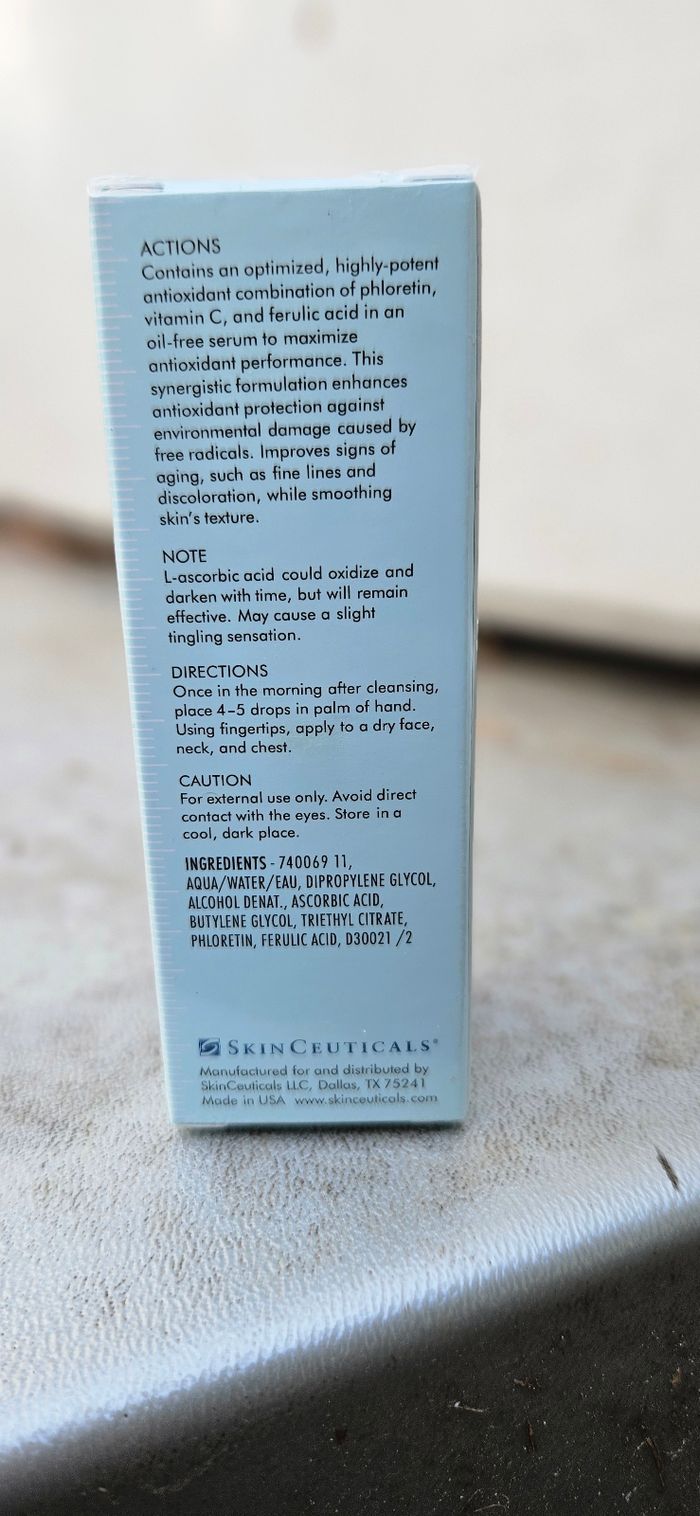 ACTIONS
Contains an optimized, highly-potent
antioxidant combination of phloretin,
vitamin C, and ferulic acid in an
oil-free serum to maximize
antioxidant performance. This
synergistic formulation enhances
antioxidant protection against
environmental damage caused by
free radicals. Improves signs of
aging, such as fine lines and
discoloration, while smoothing
skin's texture.
NOTE
L-ascorbic acid could oxidize and
darken with time, but will remain
effective. May cause a slight
tingling sensation.
DIRECTIONS
Once in the morning after cleansing,
place 4–5 drops in palm of hand.
Using fingertips, apply to a dry face,
neck, and chest.
CAUTION
For external use only. Avoid direct
contact with the eyes. Store in a
cool, dark place.
INGREDIENTS - 740069 11,
AQUA/WATER/EAU, DIPROPYLENE GLYCOL,
ALCOHOL DENAT., ASCORBIC ACID,
BUTYLENE GLYCOL, TRIETHYL CITRATE,
PHLORETIN, FERULIC ACID, D30021 /2
SKINCEUTICALS®
Manufactured for and distributed by
SkinCeuticals LLC, Dallas, TX 75241
Made in USA www.skinceuticals.com